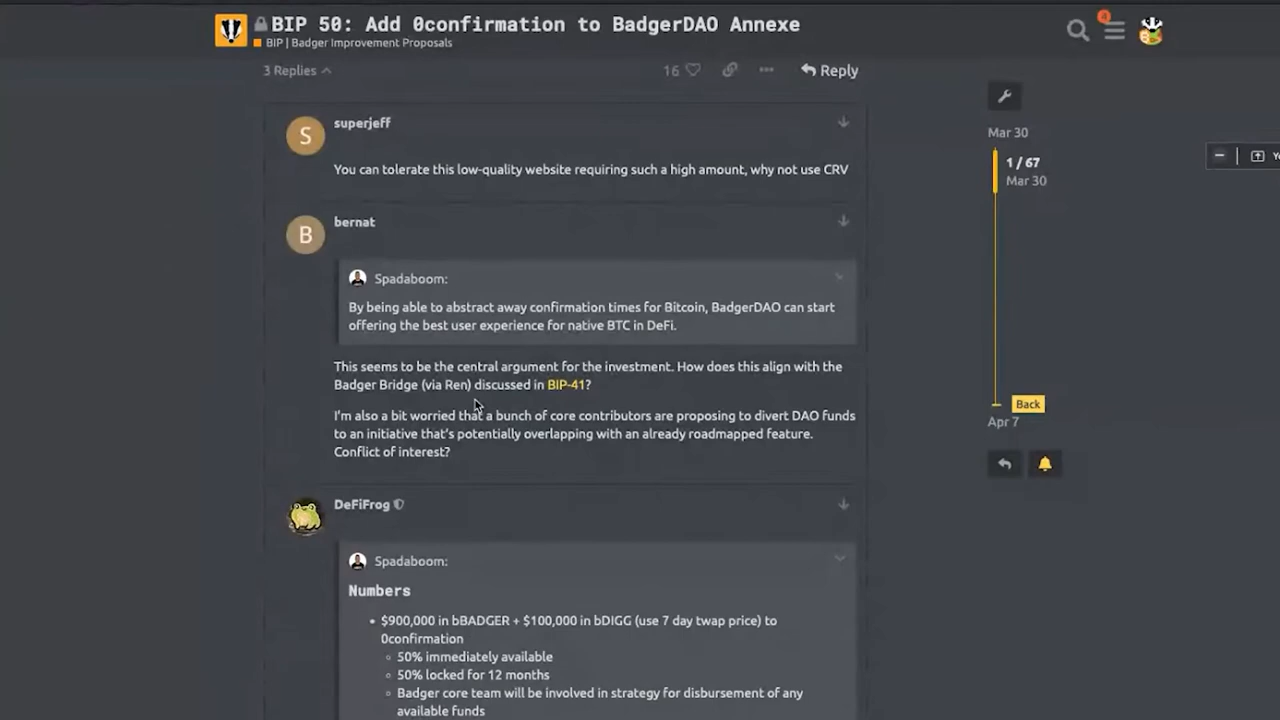 BIP 50: Add 0confirmation to BadgerDAO Annexe
BIP | Badger Improvement Proposals
4
3 Replies
16
Reply
S
superjeff
You can tolerate this low-quality website requiring such a high amount, why not use CRV
B
bernat
Spadaboom:
By being able to abstract away confirmation times for Bitcoin, BadgerDAO can start
offering the best user experience for native BTC in DeFi.
This seems to be the central argument for the investment. How does this align with the
Badger Bridge (via Ren) discussed in BIP-41?
I'm also a bit worried that a bunch of core contributors are proposing to divert DAO funds
to an initiative that's potentially overlapping with an already roadmapped feature.
Conflict of interest?
DeFiFrog
Spadaboom:
Numbers
• $900,000 in bBADGER + $100,000 in bDIGG (use 7 day twap price) to
0confirmation
◦ 50% immediately available
◦ 50% locked for 12 months
◦ Badger core team will be involved in strategy for disbursement of any
available funds
Mar 30
1 / 67
Mar 30
Back
Apr 7